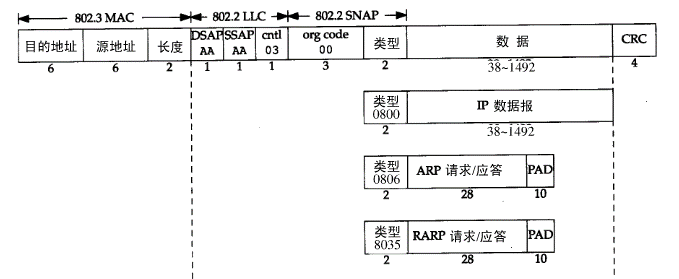 802.3 MAC 802.2 LLC 802.2 SNAP
目的地址 源地址 长度 DSAP AA SSAP AA cntl 03 org code 00 类型 数 据 CRC
6 6 2 1 1 1 3 2 38~1492 4
类型 0800 IP 数据报
2 38~1492
类型 0806 ARP 请求/应答 PAD
2 28 10
类型 8035 RARP 请求/应答 PAD
2 28 10